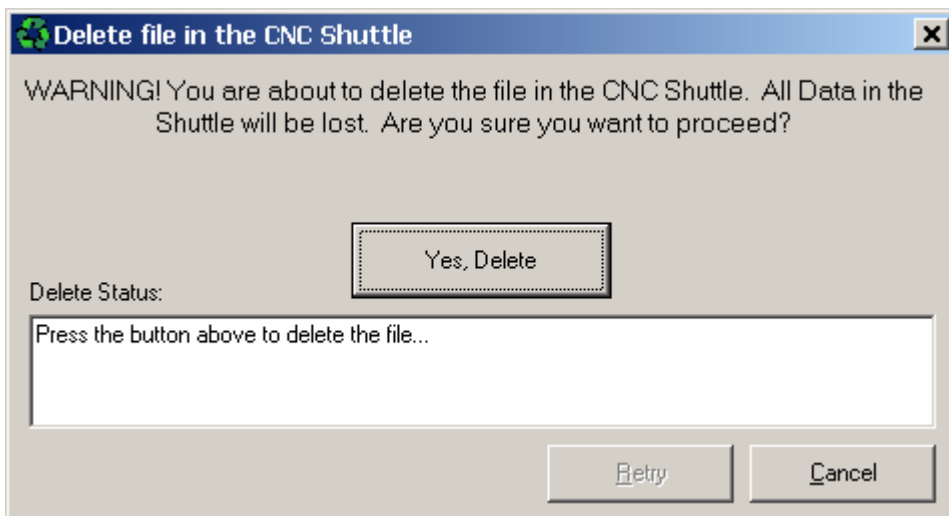 Delete file in the CNC Shuttle
WARNING! You are about to delete the file in the CNC Shuttle.  All Data in the
Shuttle will be lost.  Are you sure you want to proceed?
Yes, Delete
Delete Status:
Press the button above to delete the file...
Retry
Cancel